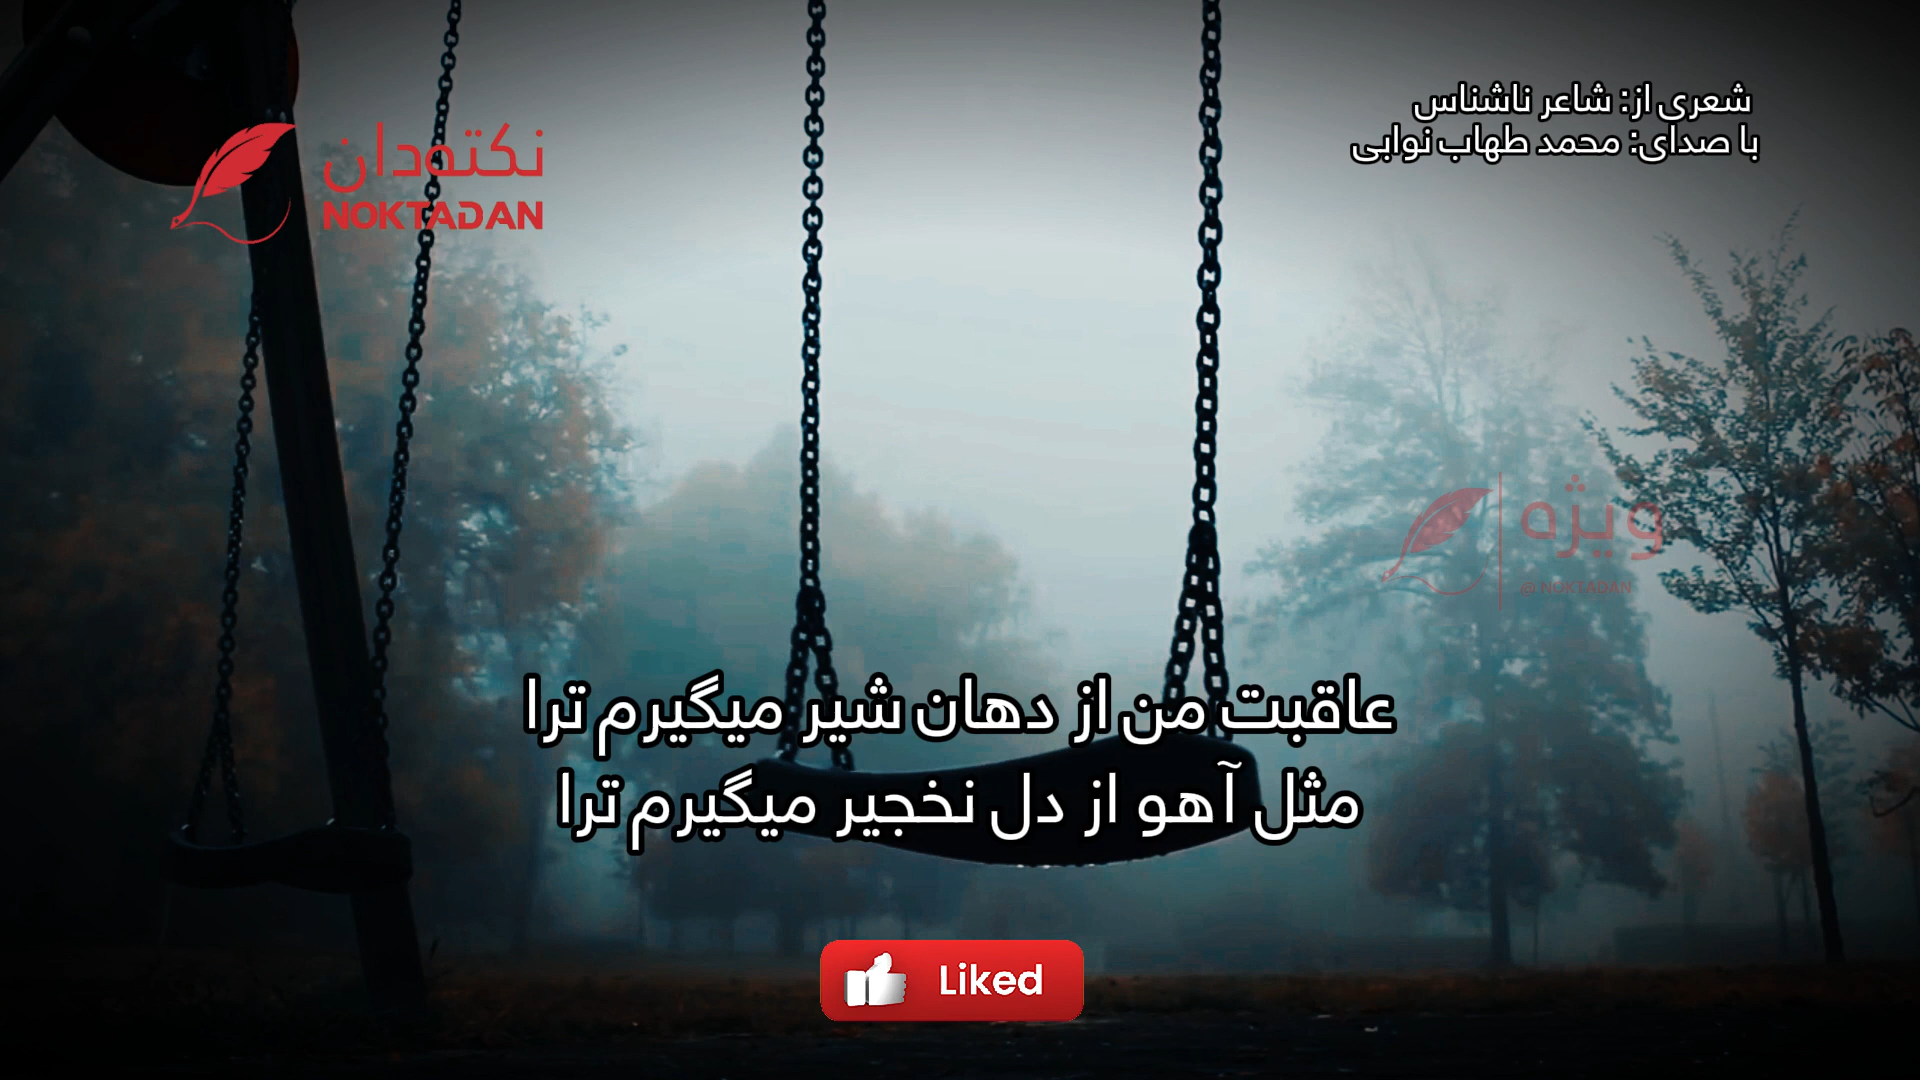 شعری از: شاعر ناشناس
با صدای: محمد طهاب نوابی
نکته‌دان
NOKTADAN
ویژه
@NOKTADAN
عاقبت من از دهان شیر میگیرم ترا
مثل آهو از دل نخجیر میگیرم ترا
Liked